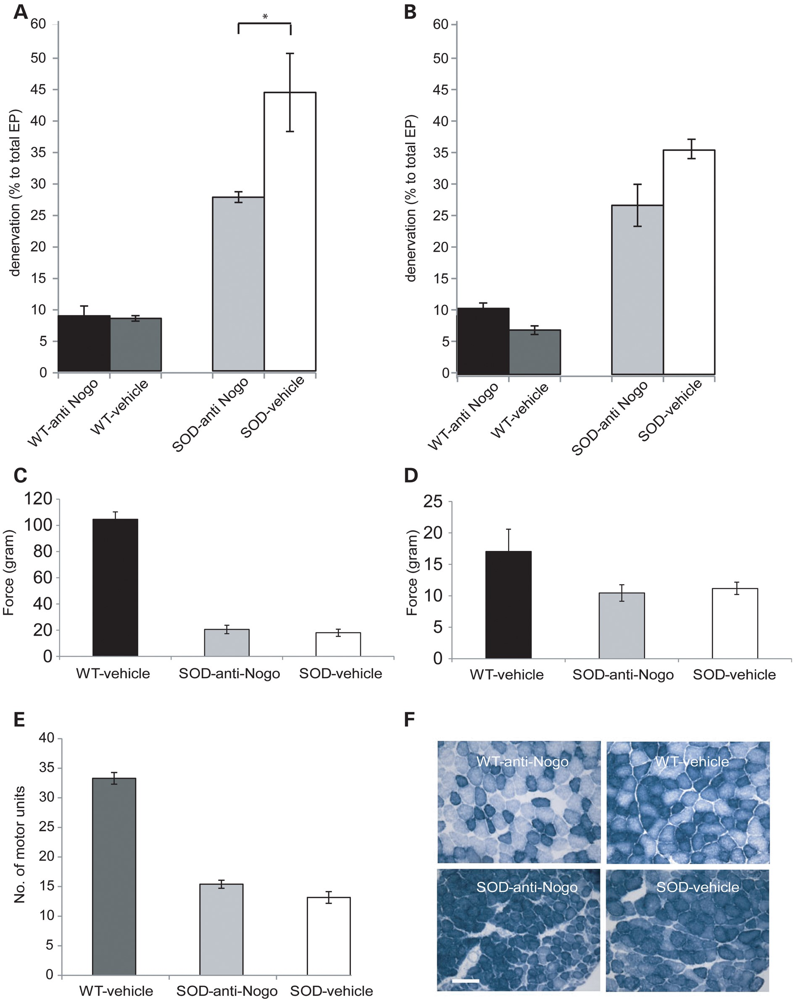 A
*
60
50
45
40
35
30
25
20
15
10
5
0
denervation (% to total EP)
WT-anti Nogo
WT-vehicle
SOD-anti Nogo
SOD-vehicle
B
60
50
45
40
35
30
25
20
15
10
5
0
denervation (% to total EP)
WT-anti Nogo
WT-vehicle
SOD-anti Nogo
SOD-vehicle
C
120
100
80
60
40
20
0
Force (gram)
WT-vehicle
SOD-anti-Nogo
SOD-vehicle
D
25
20
15
10
5
0
Force (gram)
WT-vehicle
SOD-anti-Nogo
SOD-vehicle
E
40
35
30
25
20
15
10
5
0
No. of motor units
WT-vehicle
SOD-anti-Nogo
SOD-vehicle
F
WT-anti-Nogo
WT-vehicle
SOD-anti-Nogo
SOD-vehicle